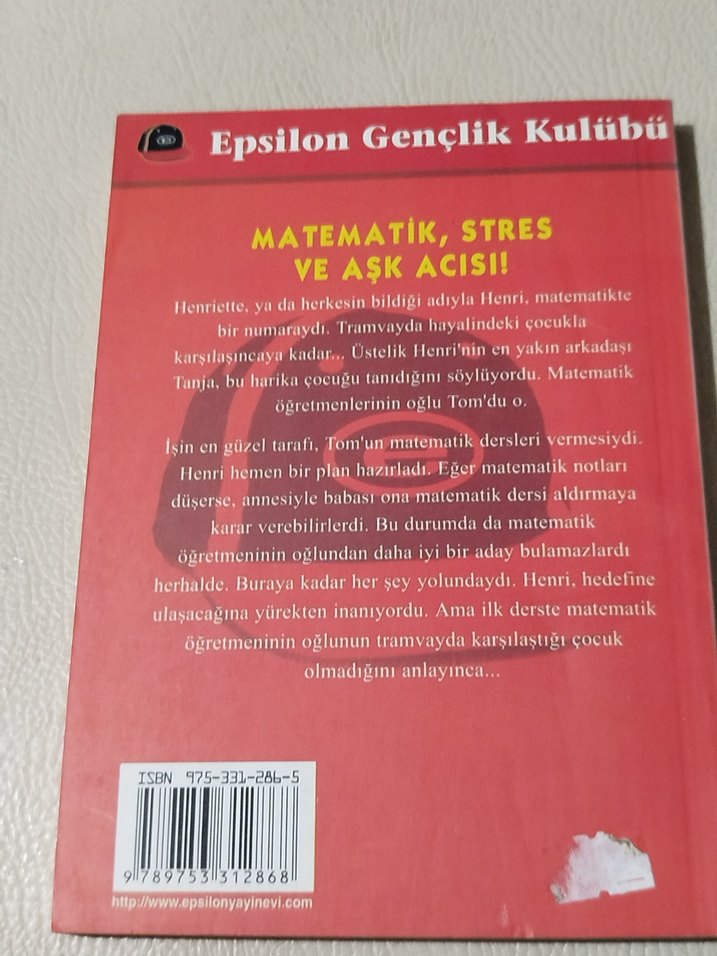 Epsilon Gençlik Kulübü
MATEMATİK, STRES
VE AŞK ACISI!
Henriette, ya da herkesin bildiği adıyla Henri, matematikte
bir numaraydı. Tramvayda hayalindeki çocukla
karşılaşıncaya kadar... Üstelik Henri'nin en yakın arkadaşı
Tanja, bu harika çocuğu tanıdığını söylüyordu. Matematik
öğretmenlerinin oğlu Tom'du o.
İşin en güzel tarafı, Tom'un matematik dersleri vermesiydi.
Henri hemen bir plan hazırladı. Eğer matematik notları
düşerse, annesiyle babası ona matematik dersi aldırmaya
karar verebilirlerdi. Bu durumda da matematik
öğretmeninin oğlundan daha iyi bir aday bulamazlardı
herhalde. Buraya kadar her şey yolundaydı. Henri, hedefine
ulaşacağına yürekten inanıyordu. Ama ilk derste matematik
öğretmeninin oğlunun tramvayda karşılaştığı çocuk
olmadığını anlayınca...
ISBN 975-331-286-5
9 789753 312868
http://www.epsilonyayinevi.com